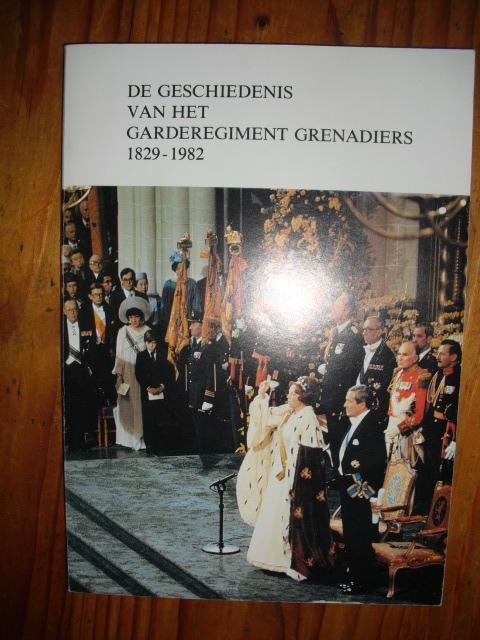 DE GESCHIEDENIS
VAN HET
GARDEREGIMENT GRENADIERS
1829-1982